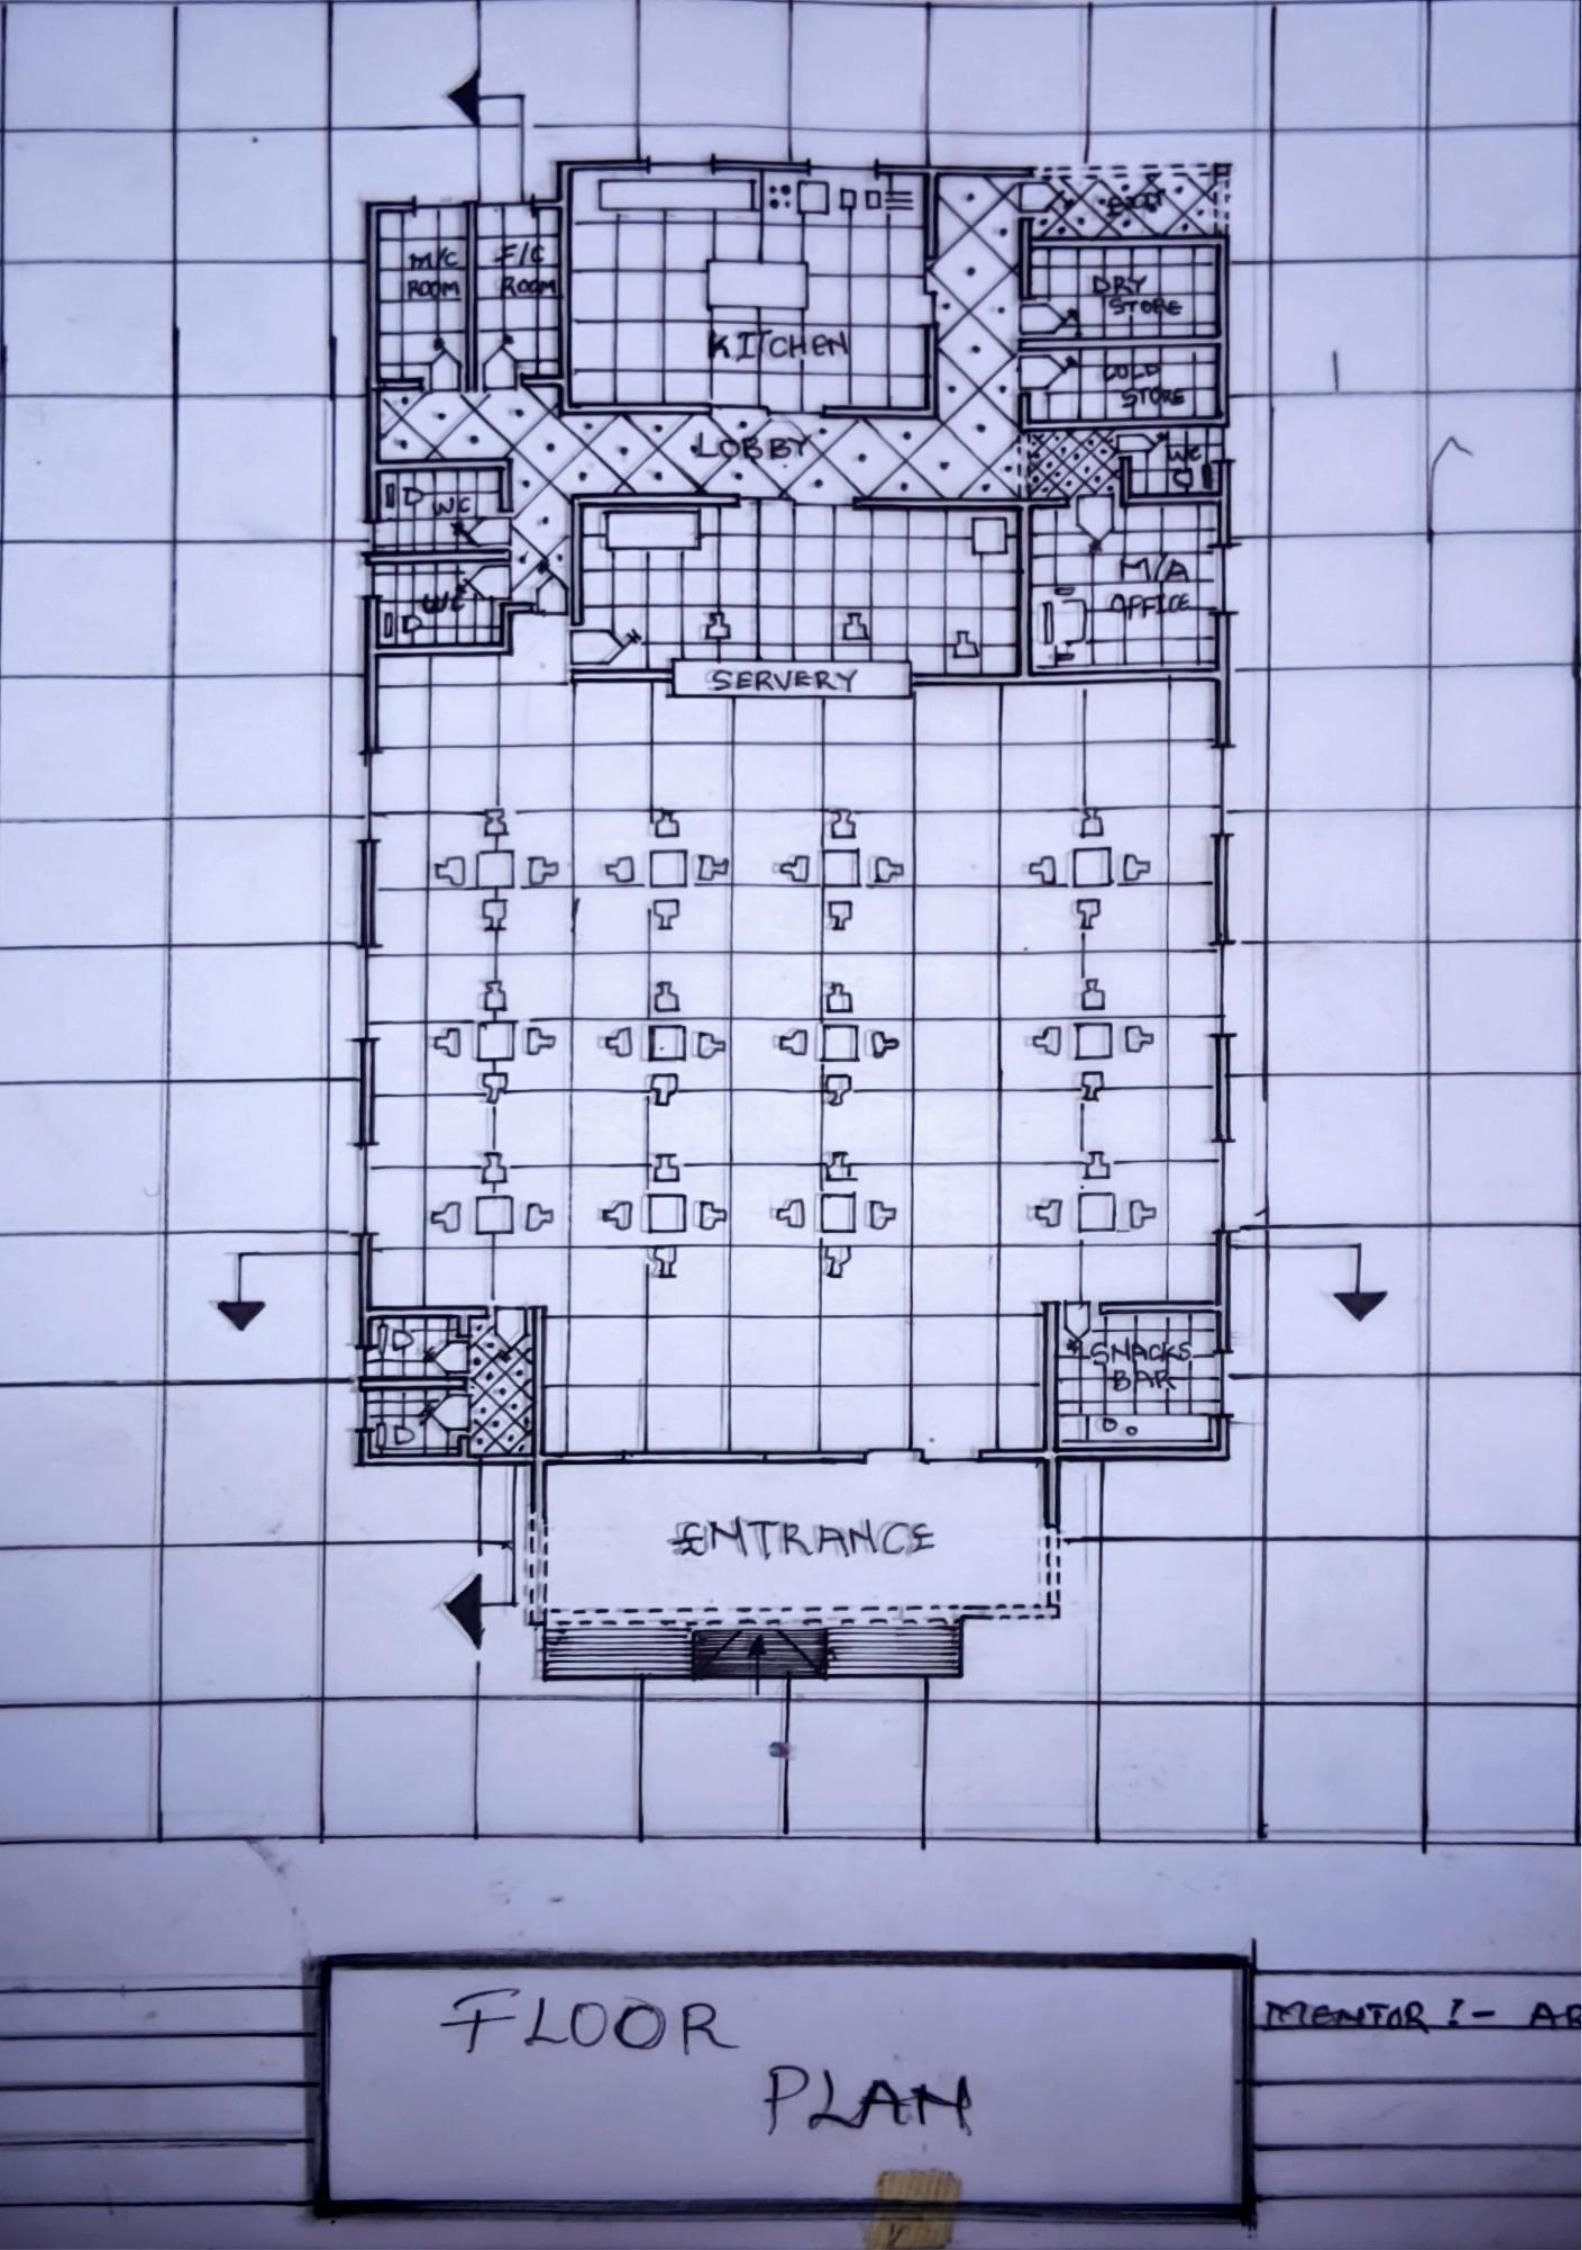 EXIT
M/C
ROOM
F/C
ROOM
DRY
STORE
KITCHEN
COLD
STORE
LOBBY
WC
WC
WC
M/A
OFFICE
SERVERY
SNACKS
BAR
ENTRANCE
FLOOR
PLAN
MENTOR :- AR